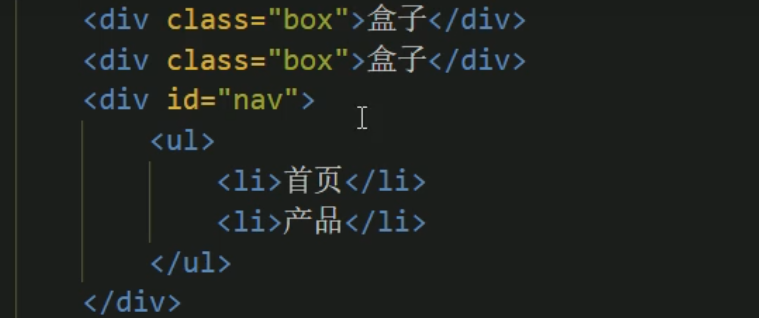 <div class="box">盒子</div>
<div class="box">盒子</div>
<div id="nav">
<ul>
<li>首页</li>
<li>产品</li>
</ul>
</div>